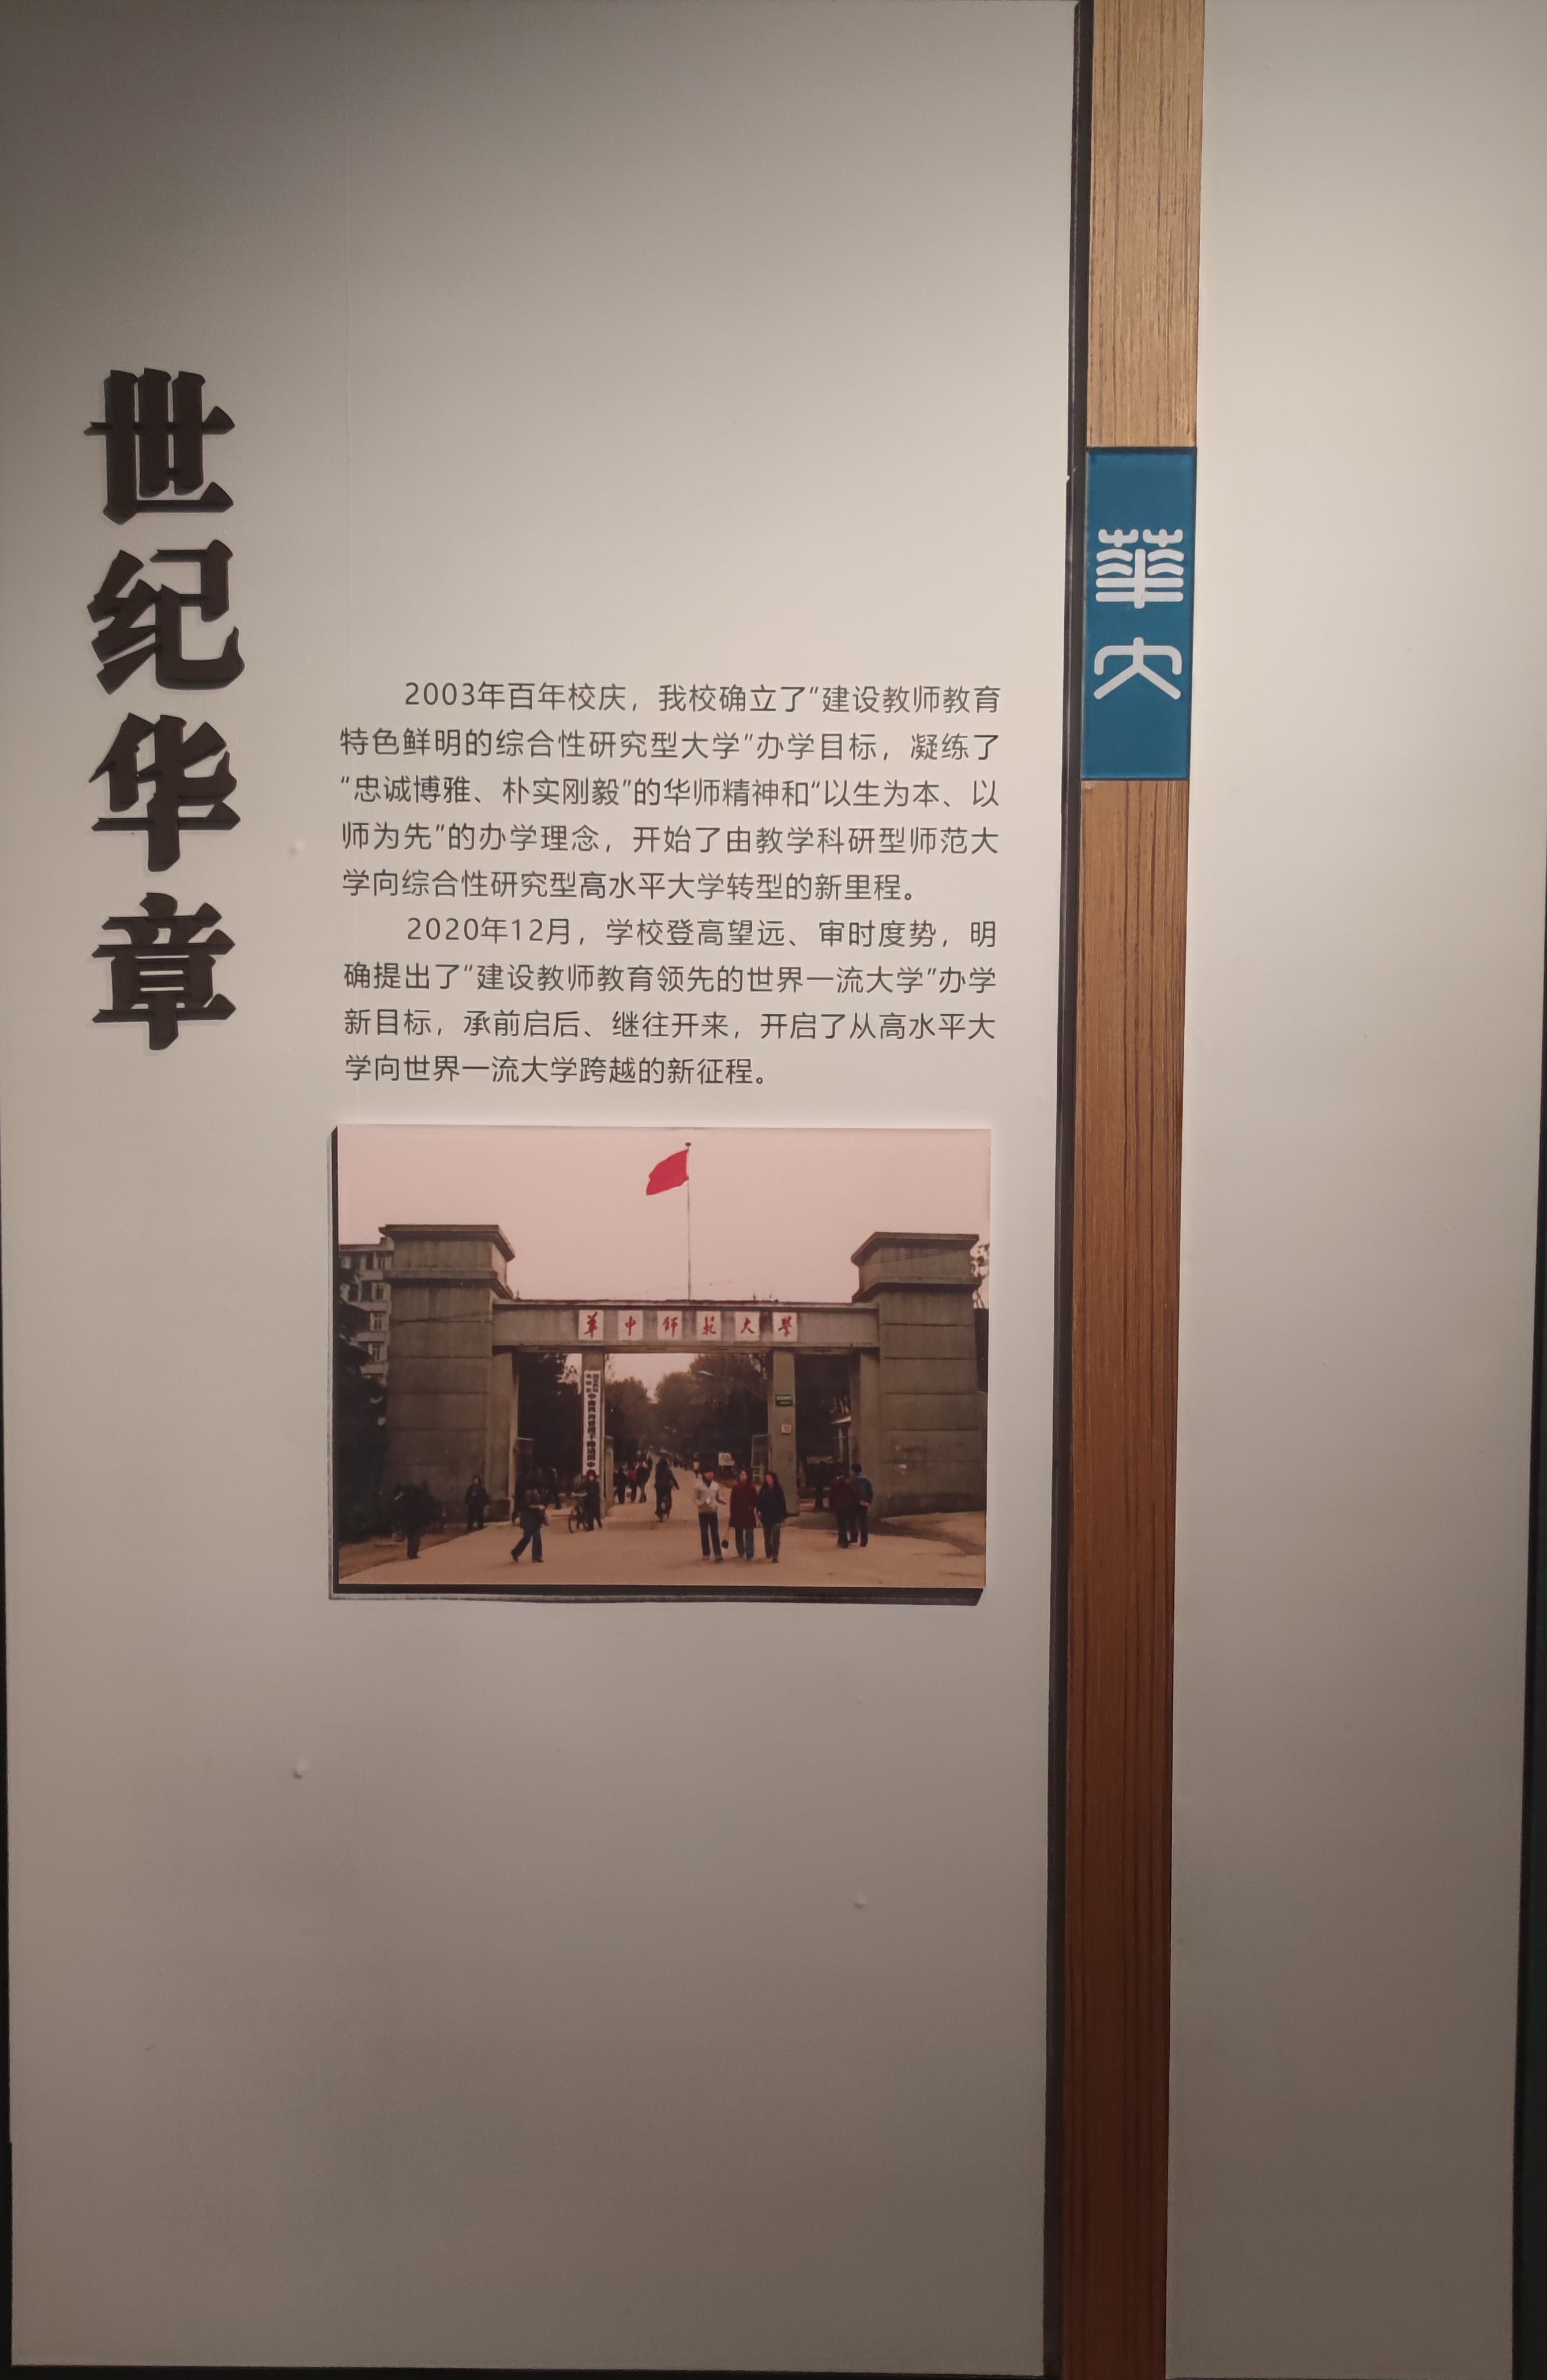 世纪华章
2003年百年校庆，我校确立了“建设教师教育
特色鲜明的综合性研究型大学”办学目标，凝练了
“忠诚博雅、朴实刚毅”的华师精神和“以生为本、以
师为先”的办学理念，开始了由教学科研型师范大
学向综合性研究型高水平大学转型的新里程。
2020年12月，学校登高望远、审时度势，明
确提出了“建设教师教育领先的世界一流大学”办学
新目标，承前启后、继往开来，开启了从高水平大
学向世界一流大学跨越的新征程。
華中师范大学
華大